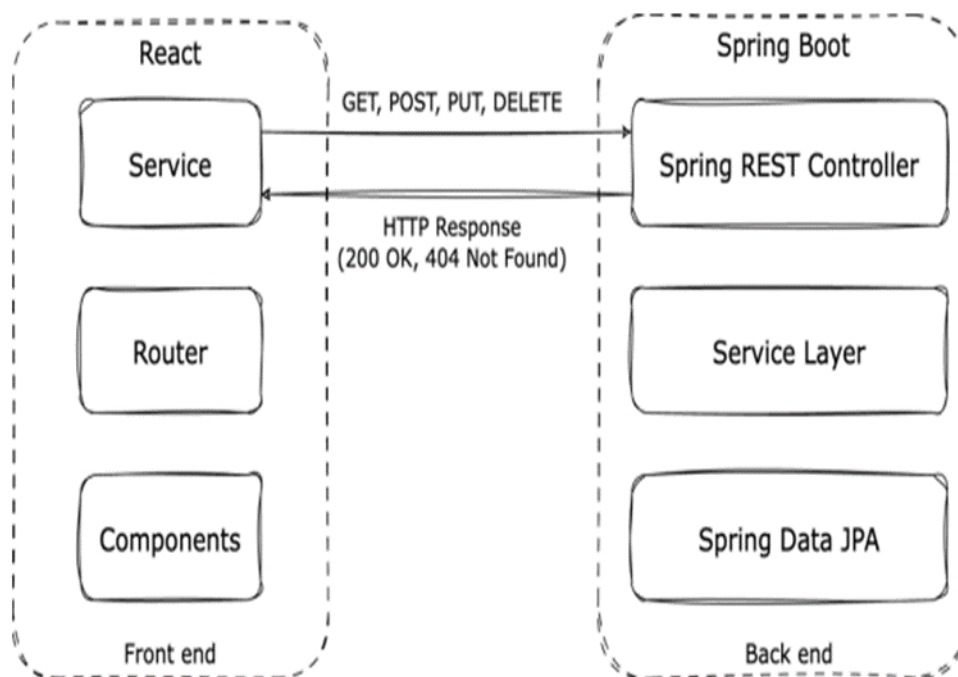 React
Spring Boot
GET, POST, PUT, DELETE
Service
Spring REST Controller
HTTP Response
(200 OK, 404 Not Found)
Router
Service Layer
Components
Spring Data JPA
Front end
Back end